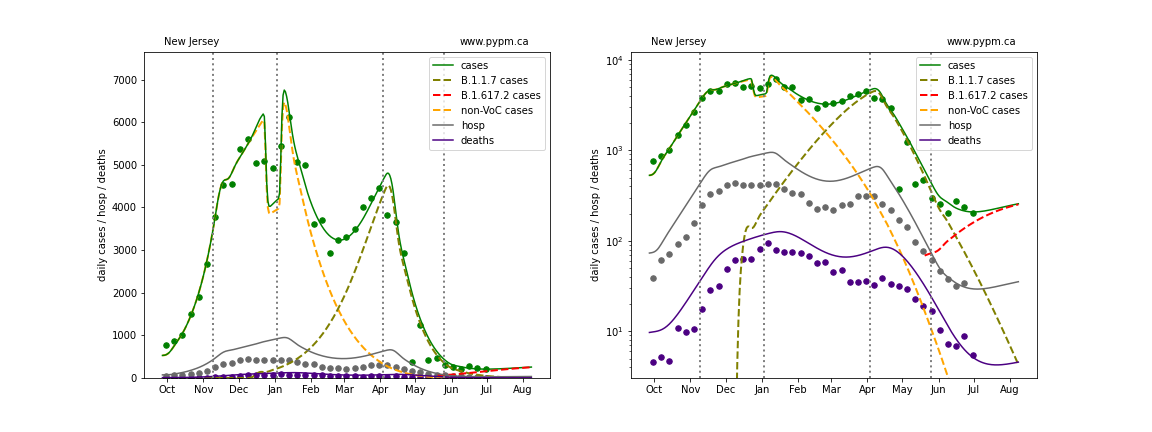 New Jersey
www.pypm.ca
cases
B.1.1.7 cases
B.1.617.2 cases
non-VoC cases
hosp
deaths
daily cases / hosp / deaths
7000
6000
5000
4000
3000
2000
1000
0
Oct Nov Dec Jan Feb Mar Apr May Jun Jul Aug
New Jersey
www.pypm.ca
cases
B.1.1.7 cases
B.1.617.2 cases
non-VoC cases
hosp
deaths
daily cases / hosp / deaths
10⁴
10³
10²
10¹
Oct Nov Dec Jan Feb Mar Apr May Jun Jul Aug